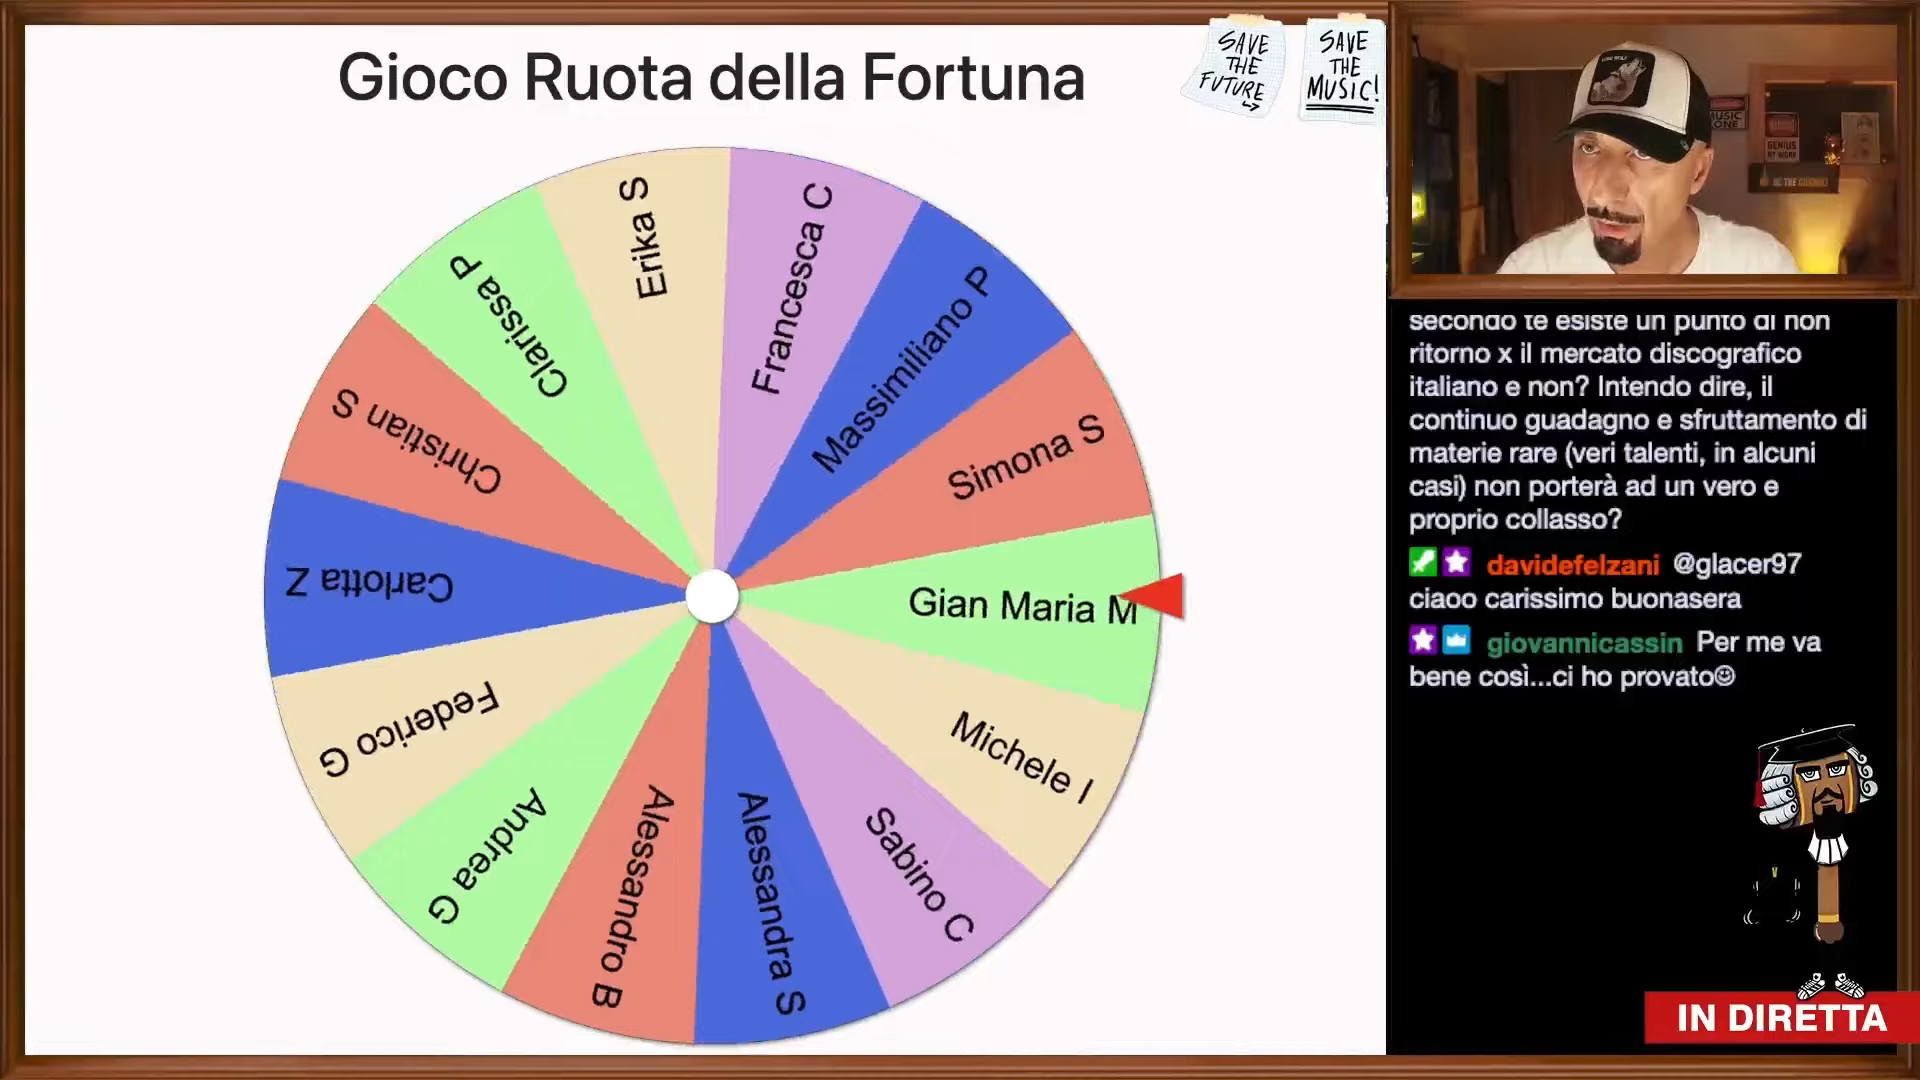 Gioco Ruota della Fortuna
SAVE
THE
FUTURE
SAVE
THE
MUSIC!
Erika S
Francesca C
Massimiliano P
Simona S
Gian Maria M
Michele I
Sabino C
Alessandra S
Alessandro B
Andrea G
Federico G
Carlotta Z
Christian S
Clarissa P
GENIUS
AT WORK
secondo te esiste un punto di non
ritorno x il mercato discografico
italiano e non? Intendo dire, il
continuo guadagno e sfruttamento di
materie rare (veri talenti, in alcuni
casi) non porterà ad un vero e
proprio collasso?
davidefelzani @glacer97
ciaoo carissimo buonasera
giovannicassin Per me va
bene così...ci ho provato☺
IN DIRETTA